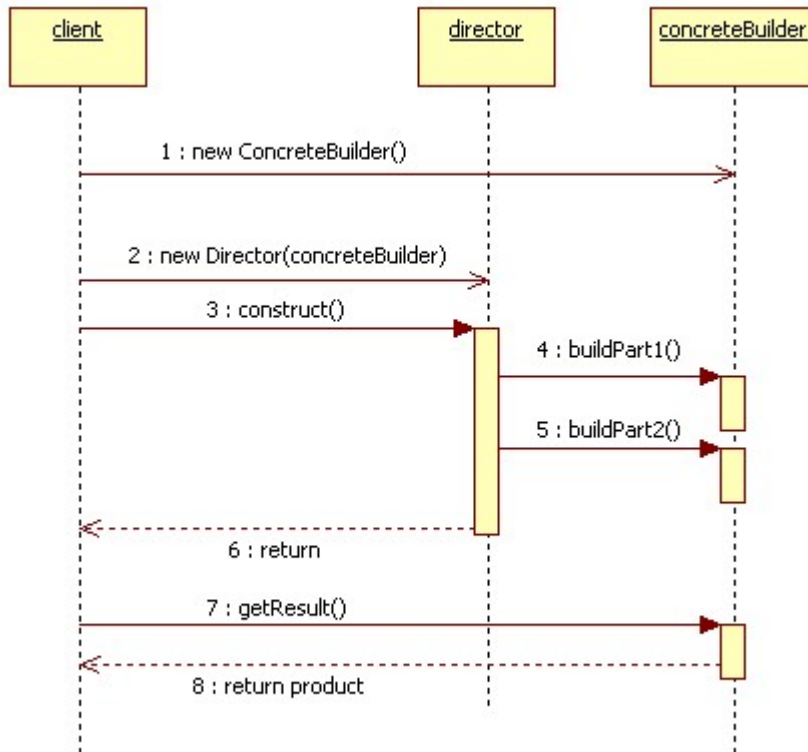 client
director
concreteBuilder
1 : new ConcreteBuilder()
2 : new Director(concreteBuilder)
3 : construct()
4 : buildPart1()
5 : buildPart2()
6 : return
7 : getResult()
8 : return product